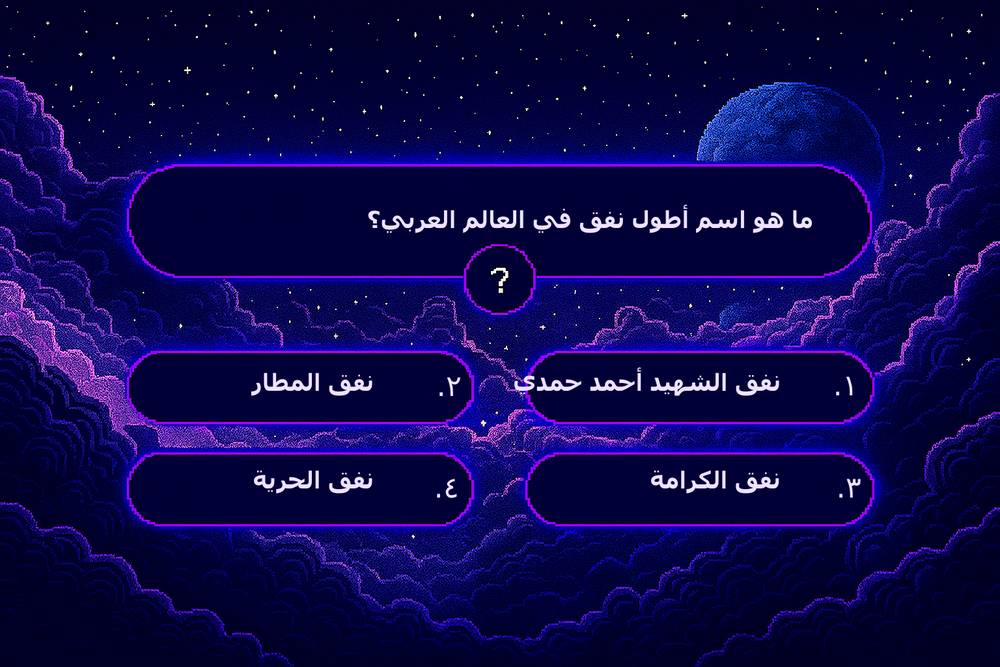 ما هو اسم أطول نفق في العالم العربي؟
?
١. نفق الشهيد أحمد حمدي
٢. نفق المطار
٣. نفق الكرامة
٤. نفق الحرية